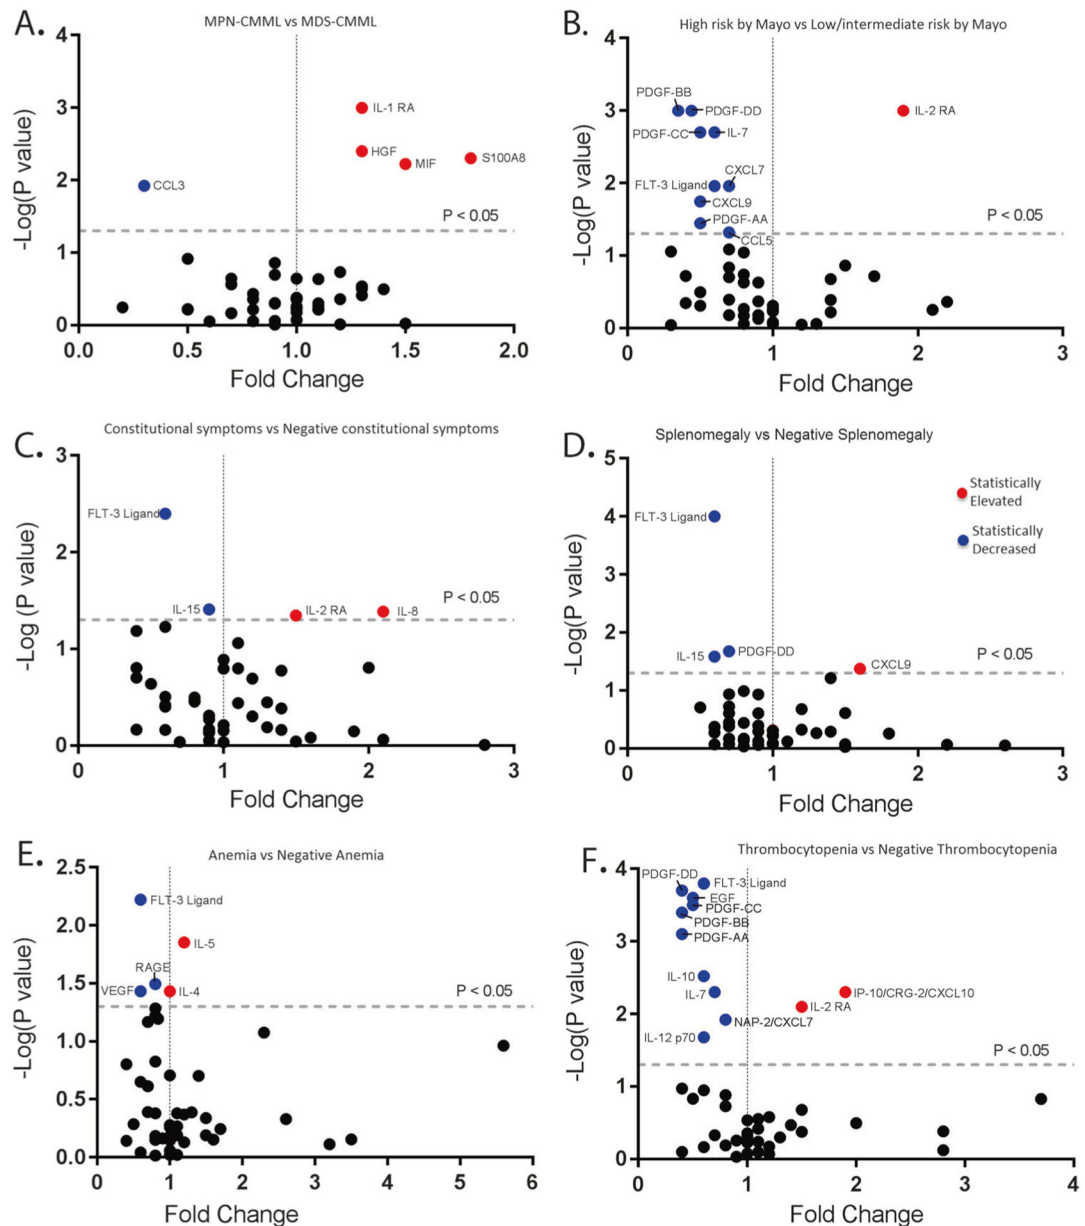 A.
MPN-CMML vs MDS-CMML
4
3
2
1
0
-Log(P value)
IL-1 RA
HGF
MIF
S100A8
CCL3
P < 0.05
0.0
0.5
1.0
1.5
2.0
Fold Change
B.
High risk by Mayo vs Low/intermediate risk by Mayo
4
3
2
1
0
-Log(P value)
PDGF-BB
PDGF-DD
IL-2 RA
PDGF-CC
IL-7
CXCL7
FLT-3 Ligand
CXCL9
PDGF-AA
CCL5
P < 0.05
0
1
2
3
Fold Change
C.
Constitutional symptoms vs Negative constitutional symptoms
3
2
1
0
-Log (P value)
FLT-3 Ligand
IL-15
IL-2 RA
IL-8
P < 0.05
0
1
2
3
Fold Change
D.
Splenomegaly vs Negative Splenomegaly
5
4
3
2
1
0
-Log(P value)
Statistically
Elevated
Statistically
Decreased
FLT-3 Ligand
IL-15
PDGF-DD
CXCL9
P < 0.05
0
1
2
3
Fold Change
E.
Anemia vs Negative Anemia
2.5
2.0
1.5
1.0
0.5
0.0
-Log(P value)
FLT-3 Ligand
IL-5
RAGE
VEGF
IL-4
P < 0.05
0
1
2
3
4
5
6
Fold Change
F.
Thrombocytopenia vs Negative Thrombocytopenia
4
3
2
1
0
-Log(P value)
PDGF-DD
FLT-3 Ligand
EGF
PDGF-CC
PDGF-BB
PDGF-AA
IL-10
IL-7
IP-10/CRG-2/CXCL10
IL-2 RA
NAP-2/CXCL7
IL-12 p70
P < 0.05
0
1
2
3
4
Fold Change